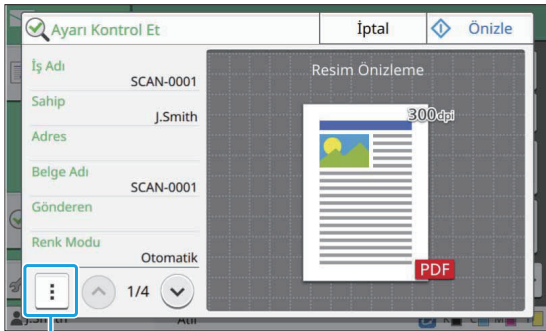 Ayarı Kontrol Et
İptal
Önizle
İş Adı
SCAN-0001
Sahip
J.Smith
Adres
Belge Adı
SCAN-0001
Gönderen
Renk Modu
Otomatik
1/4
Resim Önizleme
300dpi
PDF